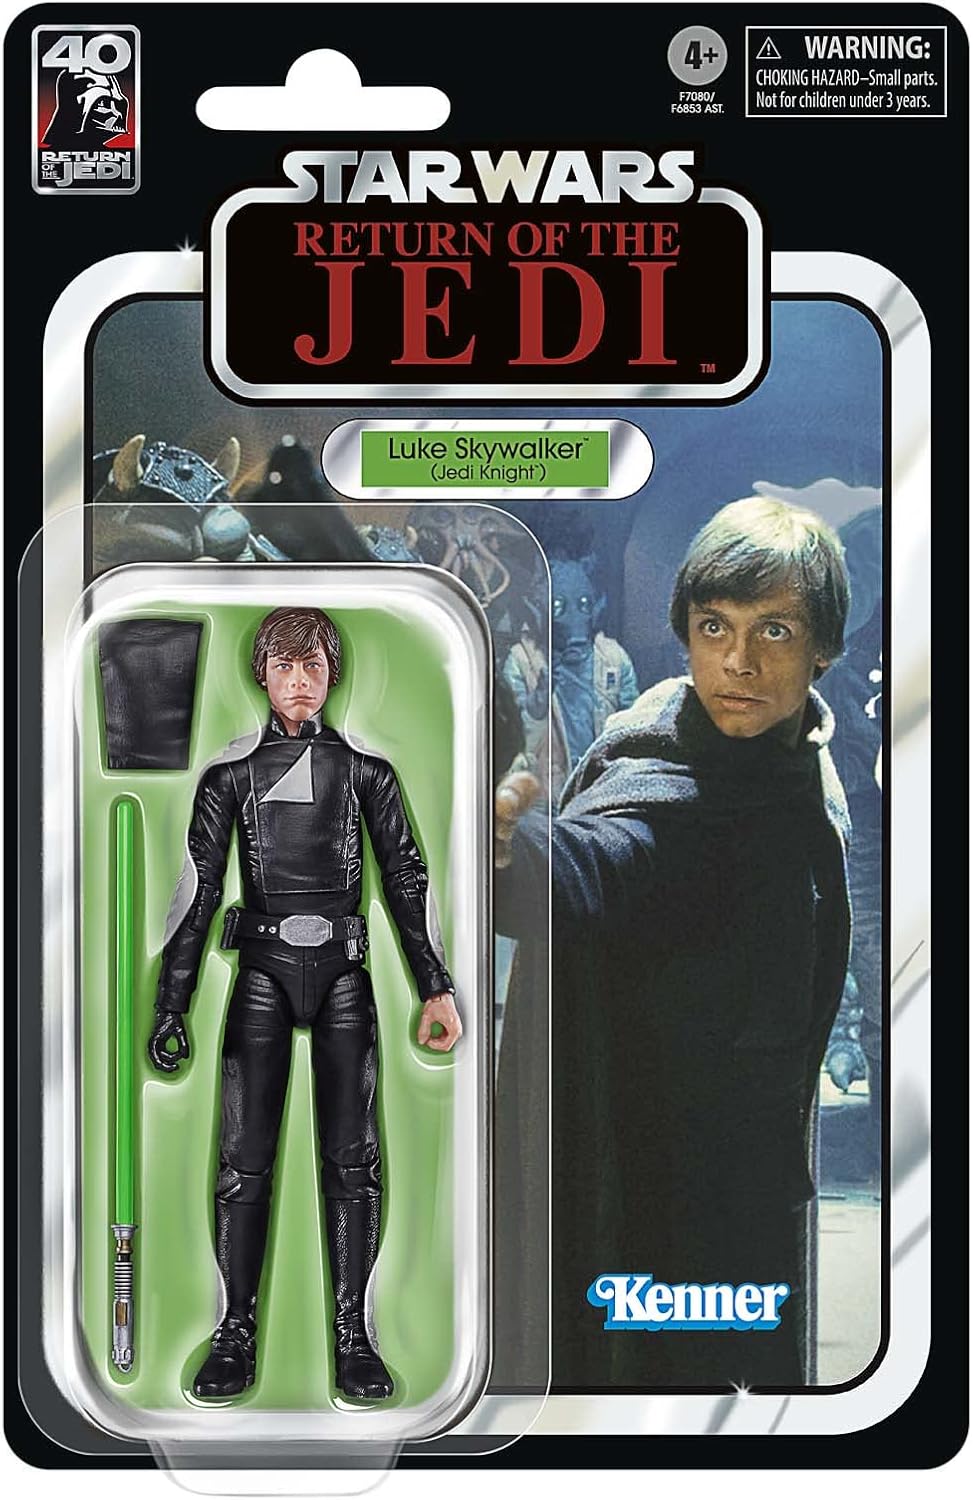 40
RETURN
OF THE
JEDI
4+
F7080/
F6853 AST.
⚠ WARNING:
CHOKING HAZARD–Small parts.
Not for children under 3 years.
STAR WARS
RETURN OF THE
JEDI
TM
Luke Skywalker™
(Jedi Knight™)
Kenner